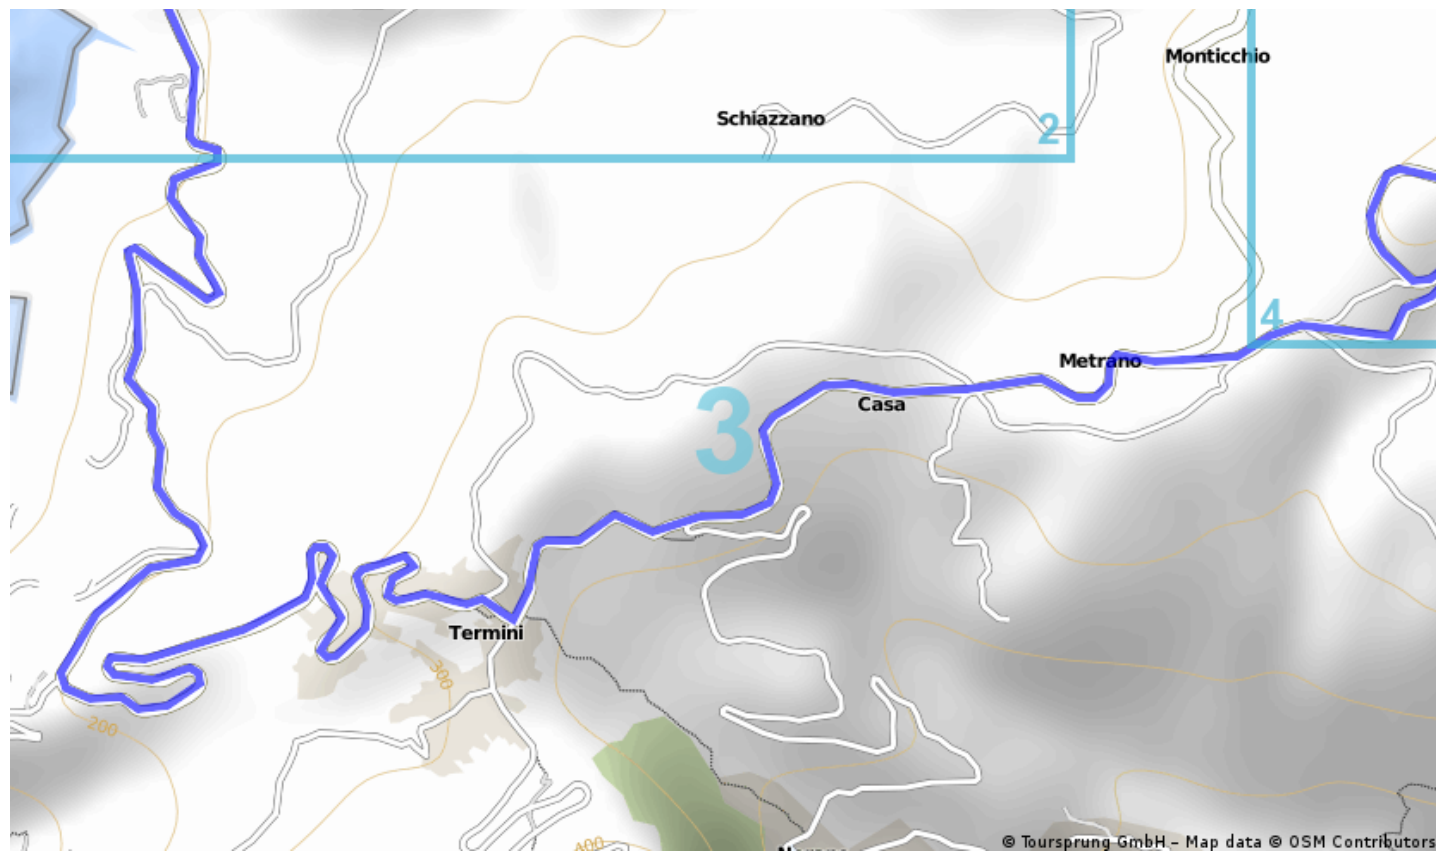 Monticchio
Schiazzano
2
4
Metrano
Casa
3
Termini
300
200
400
© Toursprung GmbH – Map data © OSM Contributors